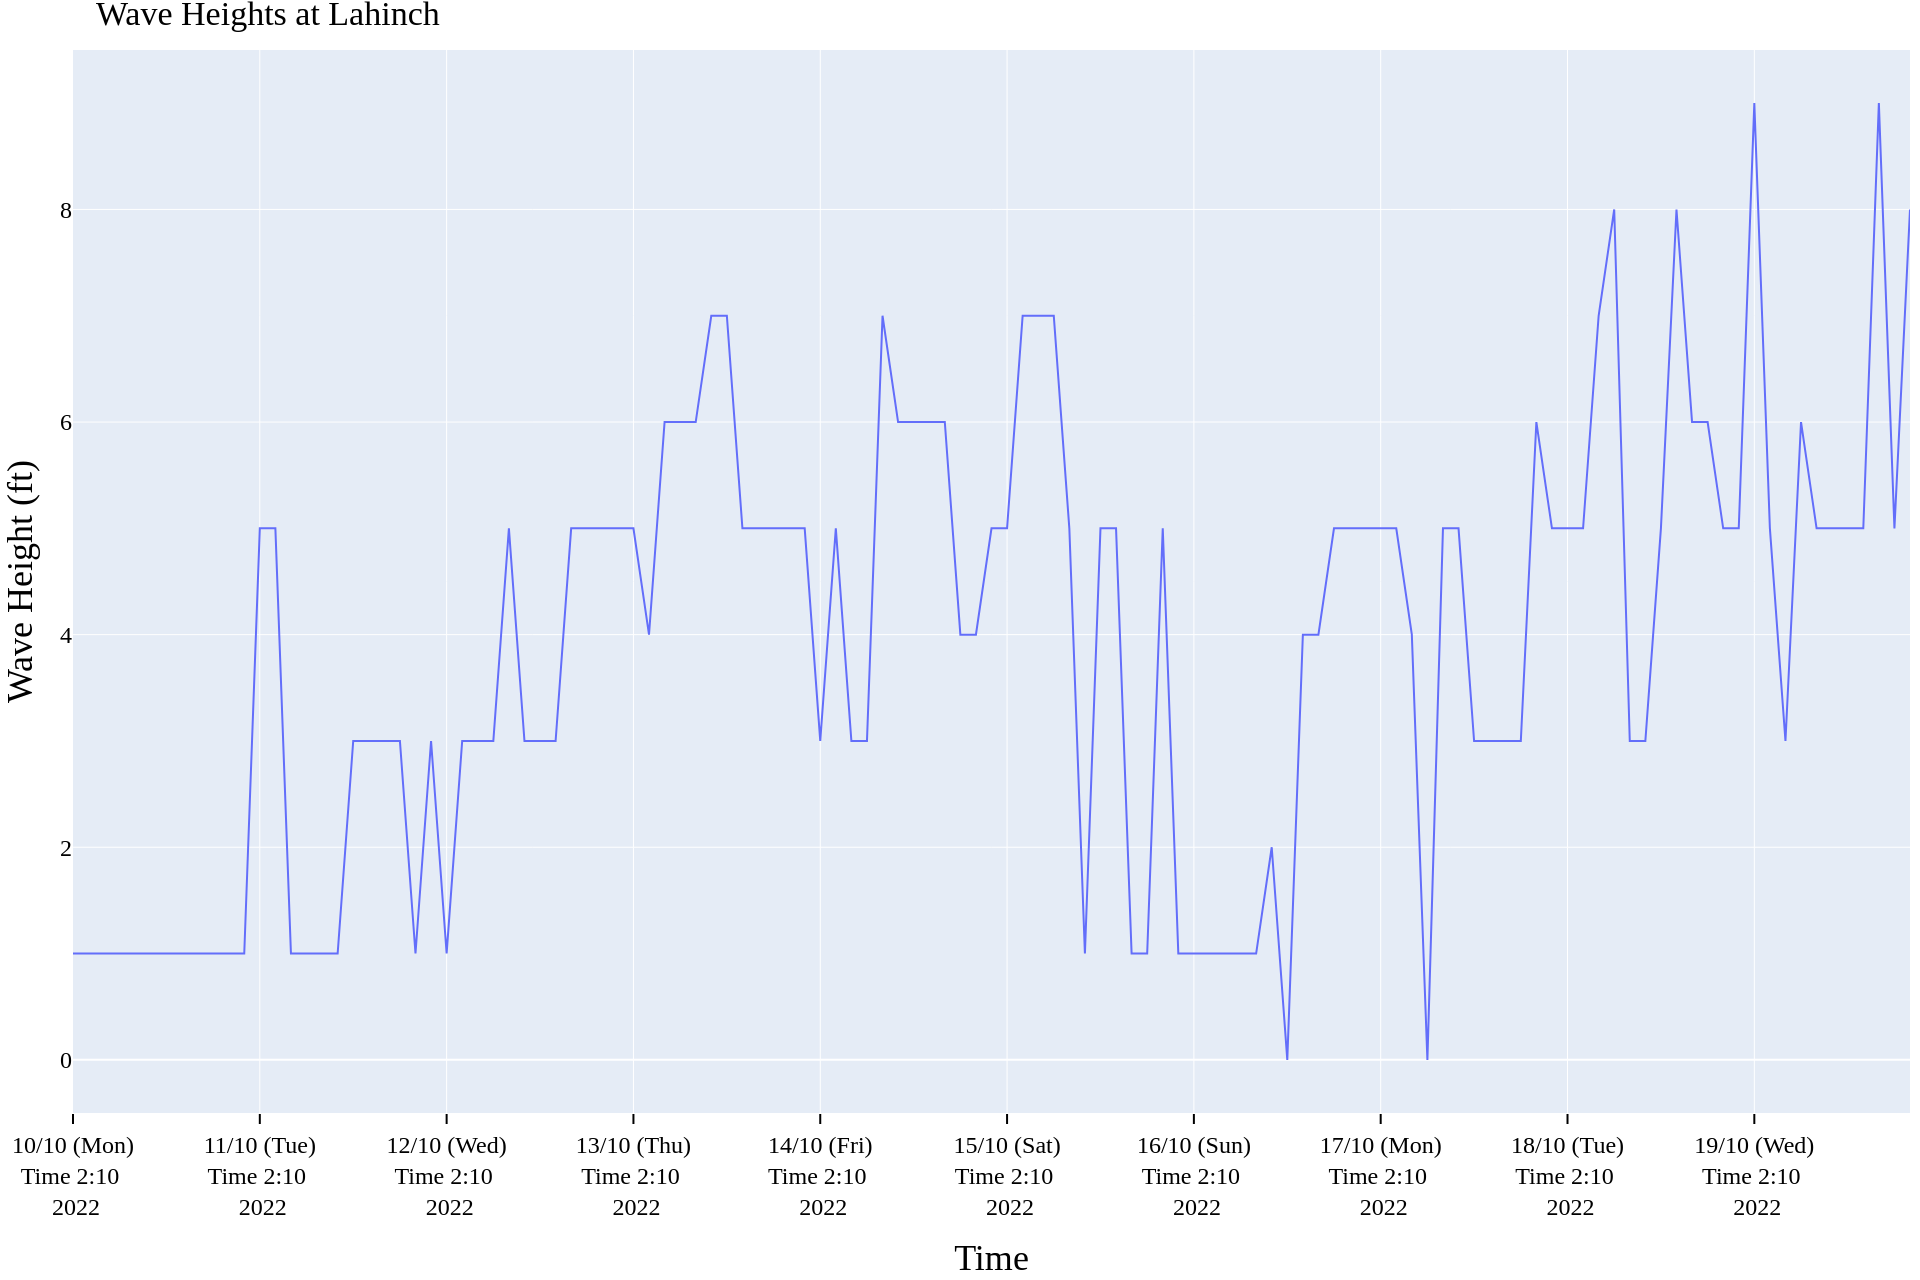 Wave Heights at Lahinch
Wave Height (ft)
8
6
4
2
0
10/10 (Mon)
Time 2:10
2022
11/10 (Tue)
Time 2:10
2022
12/10 (Wed)
Time 2:10
2022
13/10 (Thu)
Time 2:10
2022
14/10 (Fri)
Time 2:10
2022
15/10 (Sat)
Time 2:10
2022
16/10 (Sun)
Time 2:10
2022
17/10 (Mon)
Time 2:10
2022
18/10 (Tue)
Time 2:10
2022
19/10 (Wed)
Time 2:10
2022
Time